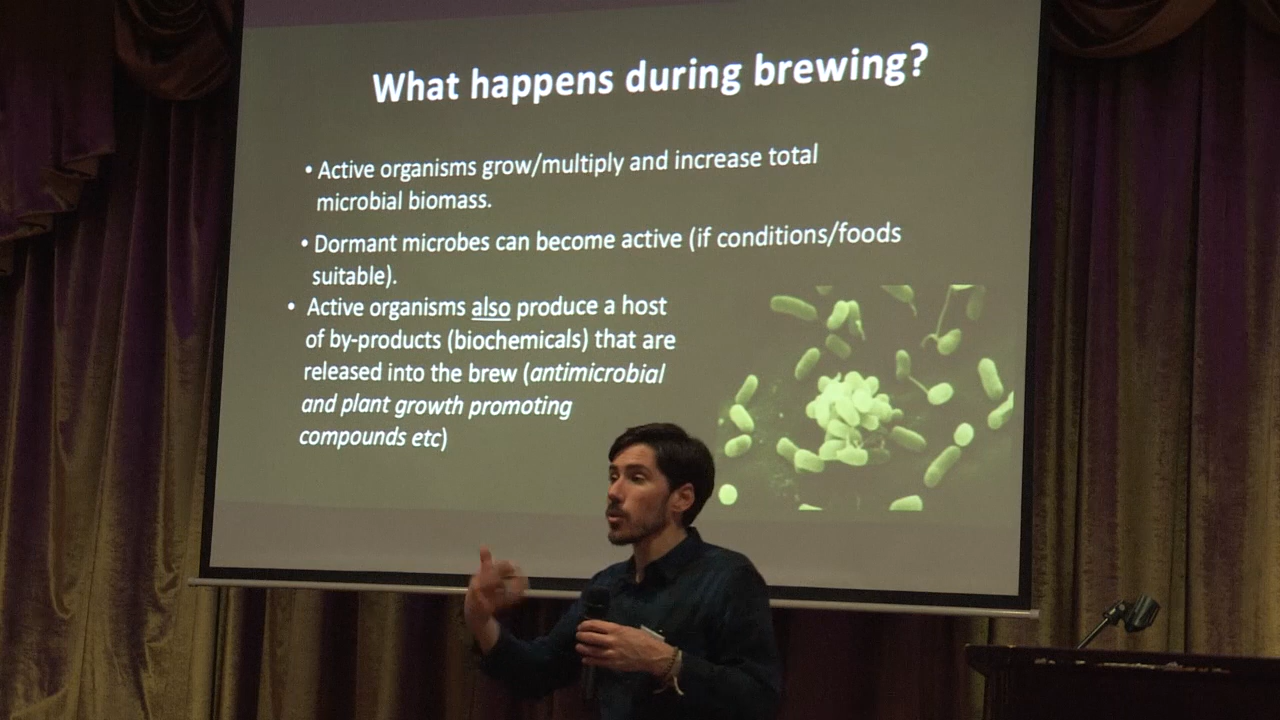 What happens during brewing?
• Active organisms grow/multiply and increase total
microbial biomass.
• Dormant microbes can become active (if conditions/foods
suitable).
• Active organisms also produce a host
of by-products (biochemicals) that are
released into the brew (antimicrobial
and plant growth promoting
compounds etc)